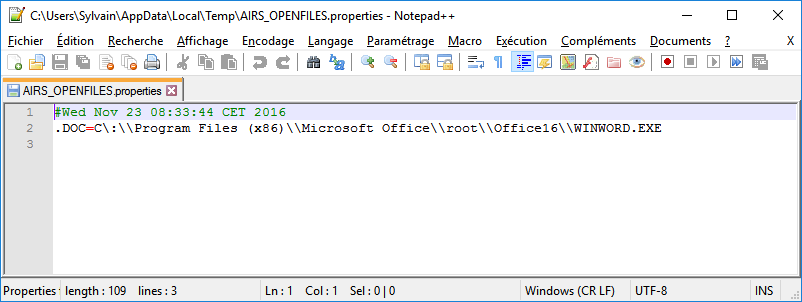 C:\Users\Sylvain\AppData\Local\Temp\AIRS_OPENFILES.properties - Notepad++
Fichier Édition Recherche Affichage Encodage Langage Paramétrage Macro Exécution Compléments Documents ? X
AIRS_OPENFILES.properties
1 #Wed Nov 23 08:33:44 CET 2016
2 .DOC=C\:\\Program Files (x86)\\Microsoft Office\\root\\Office16\\WINWORD.EXE
3
Properties length : 109 lines : 3 Ln : 1 Col : 1 Sel : 0 | 0 Windows (CR LF) UTF-8 INS